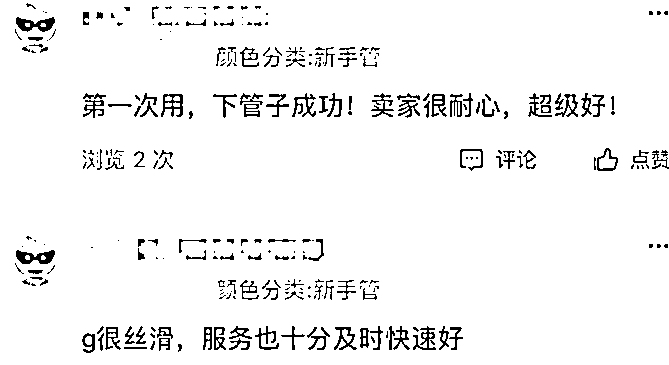 颜色分类:新手管
第一次用，下管子成功！卖家很耐心，超级好！
浏览 2 次
评论
点赞
颜色分类:新手管
g很丝滑，服务也十分及时快速好